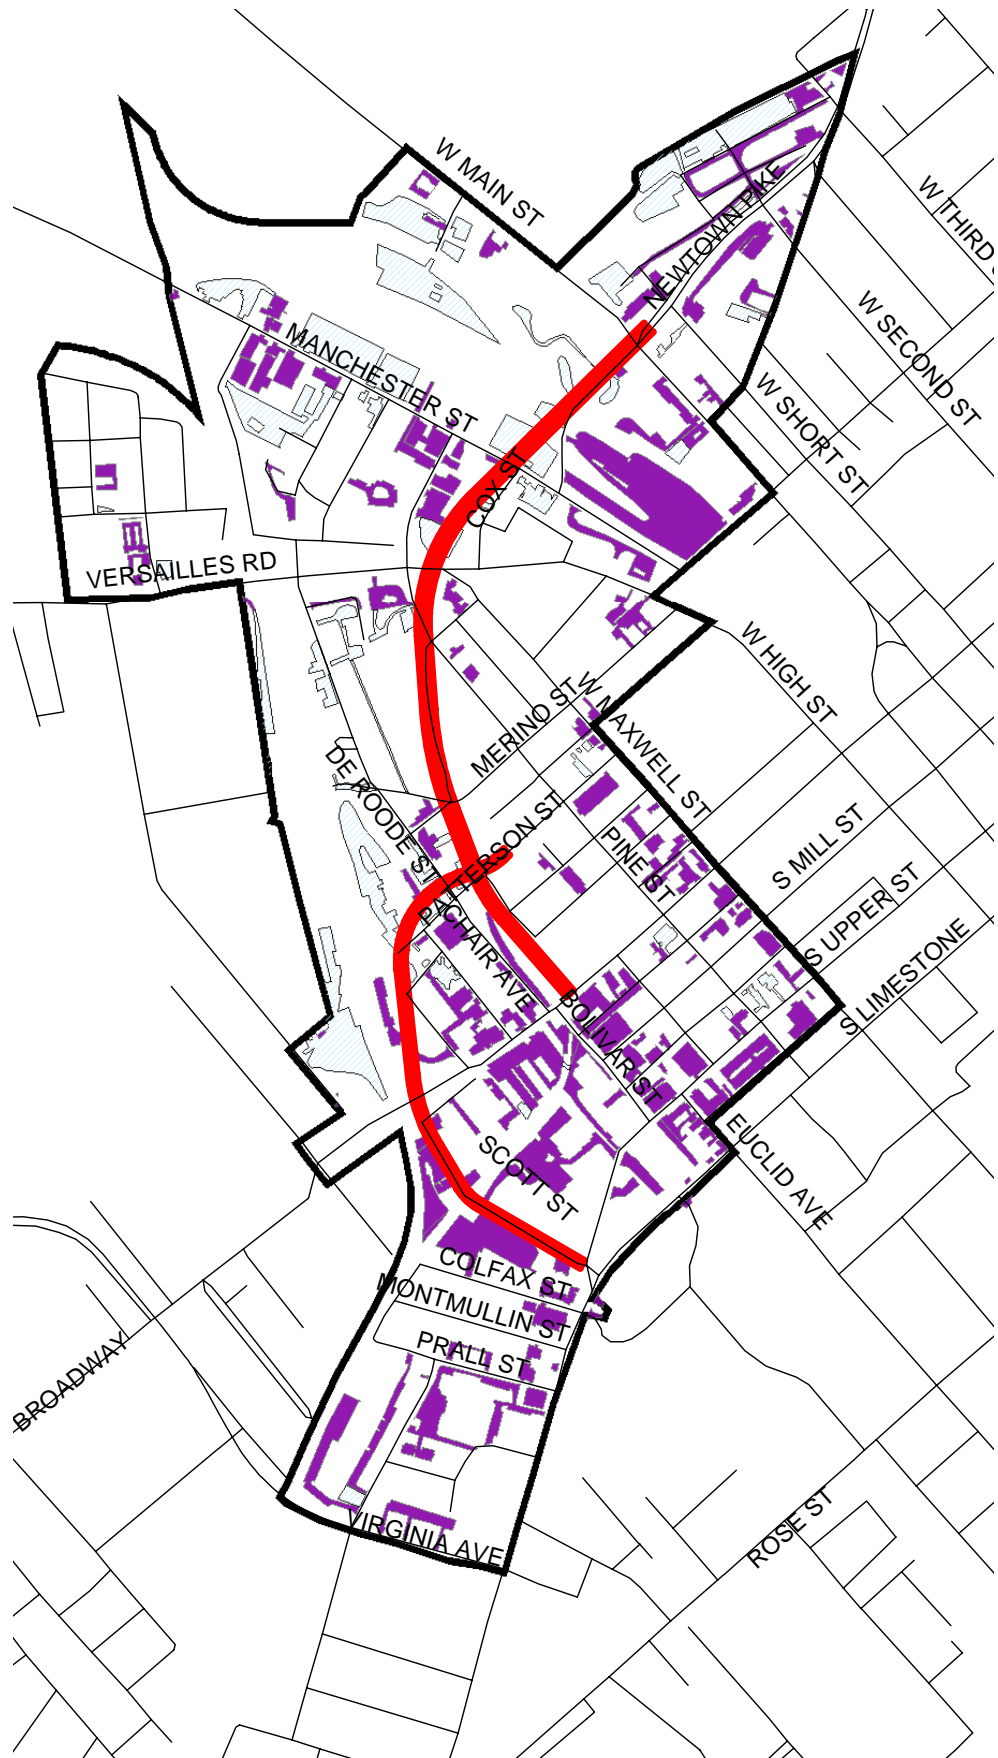 W MAIN ST
NEWTOWN PIKE
W THIRD
W SECOND ST
MANCHESTER ST
W SHORT ST
COX ST
VERSAILLES RD
W HIGH ST
MERINO ST
W MAXWELL ST
DE ROODE ST
PATTERSON ST
PINE ST
S MILL ST
S UPPER ST
S LIMESTONE
CHAIR AVE
BOLIVAR ST
SCOTT ST
EUCLID AVE
COLFAX ST
MONTMULLIN ST
PRALL ST
BROADWAY
ROSE ST
VIRGINIA AVE